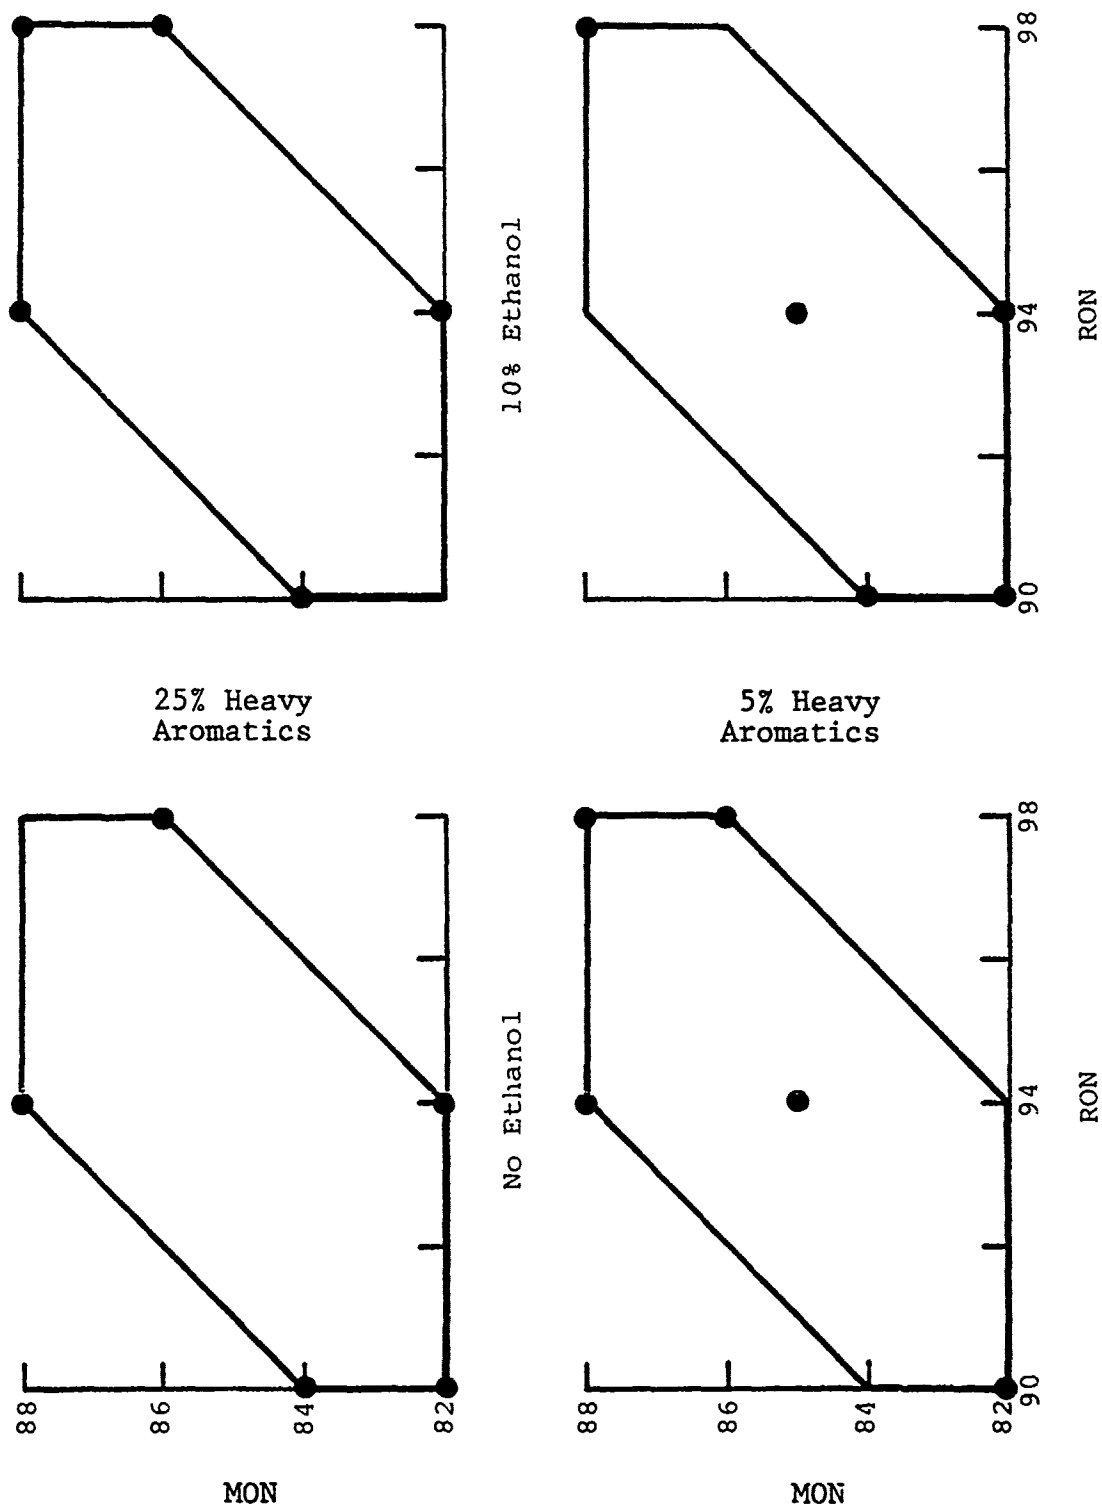 MON
88
86
84
82
25% Heavy
Aromatics
No Ethanol
10% Ethanol
MON
88
86
84
82
5% Heavy
Aromatics
90 94 98
90 94 98
RON
RON